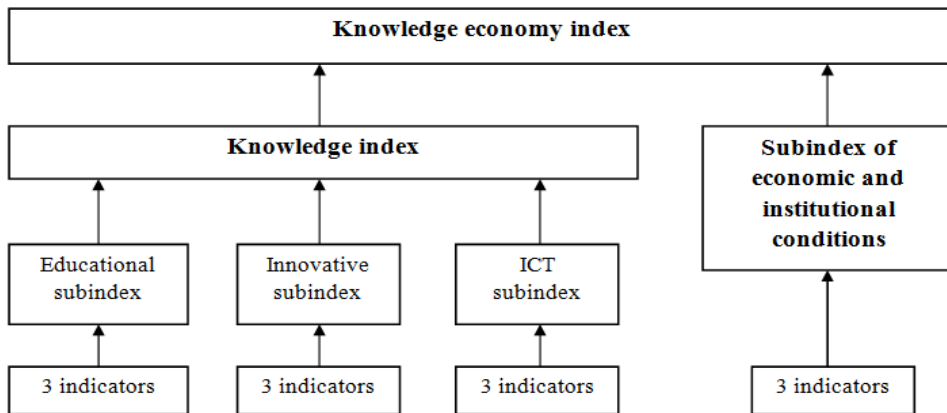 Knowledge economy index
Knowledge index
Subindex of
economic and
institutional
conditions
Educational
subindex
Innovative
subindex
ICT
subindex
3 indicators
3 indicators
3 indicators
3 indicators